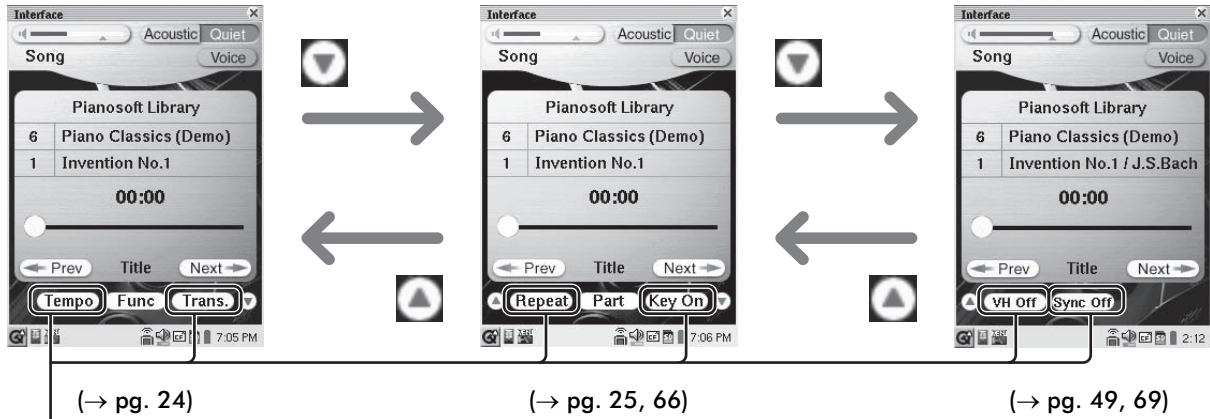 Interface ×
Acoustic Quiet
Song Voice
Pianosoft Library
6 Piano Classics (Demo)
1 Invention No.1
00:00
Prev Title Next
Tempo Func Trans.
7:05 PM
(→ pg. 24)
Interface ×
Acoustic Quiet
Song Voice
Pianosoft Library
6 Piano Classics (Demo)
1 Invention No.1
00:00
Prev Title Next
Repeat Part Key On
7:06 PM
(→ pg. 25, 66)
Interface ×
Acoustic Quiet
Song Voice
Pianosoft Library
6 Piano Classics (Demo)
1 Invention No.1 / J.S.Bach
00:00
Prev Title Next
VH Off Sync Off
2:12
(→ pg. 49, 69)